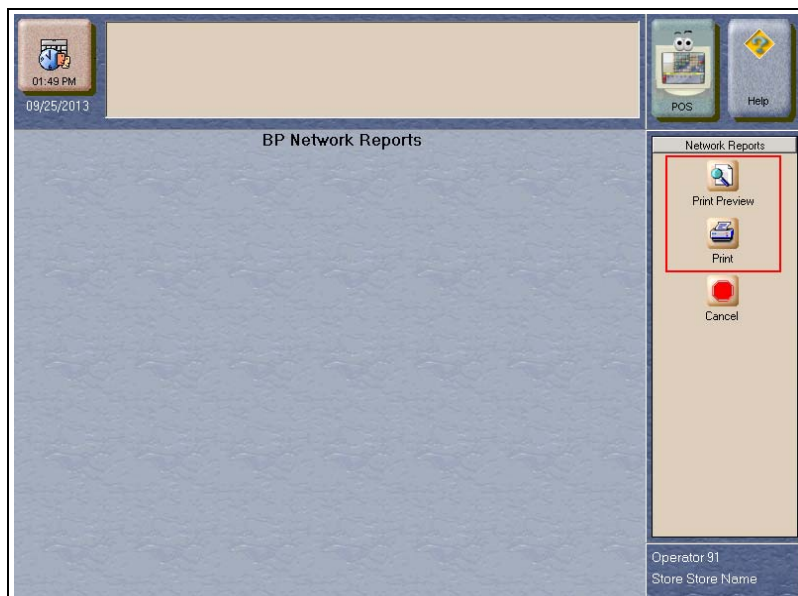 01:49 PM
09/25/2013
POS
Help
BP Network Reports
Network Reports
Print Preview
Print
Cancel
Operator 91
Store Store Name